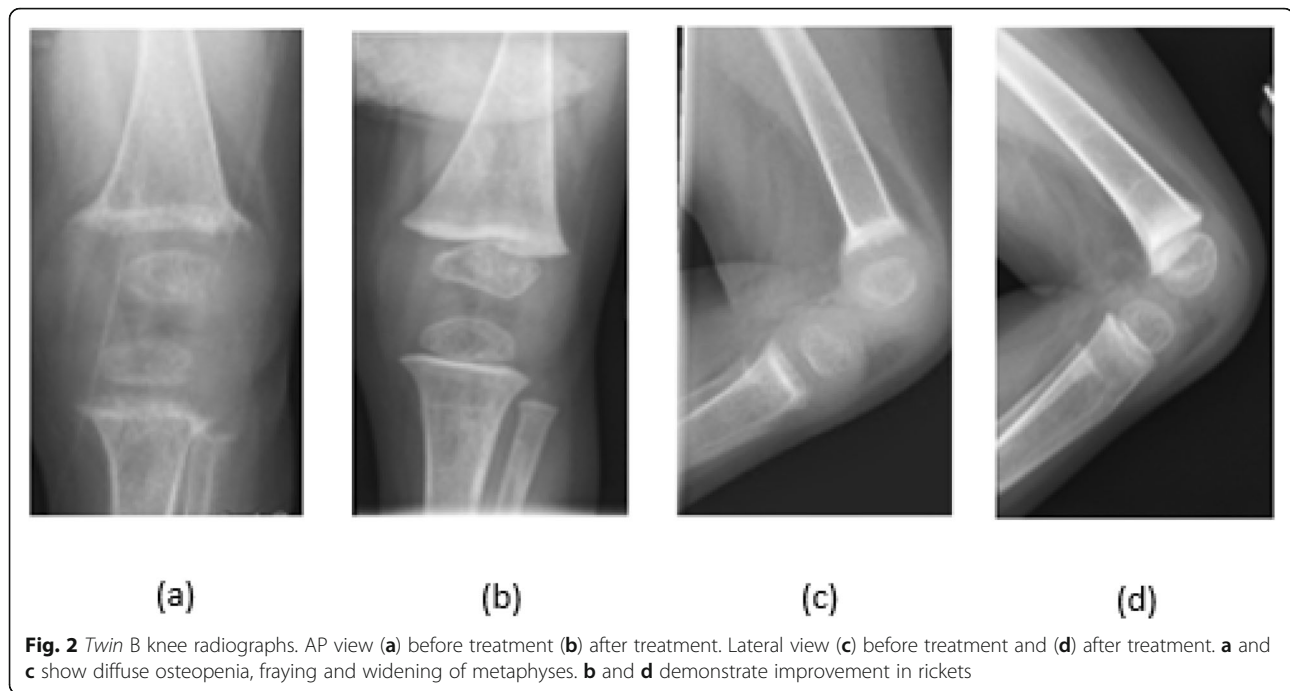 (a) (b) (c) (d)
Fig. 2 Twin B knee radiographs. AP view (a) before treatment (b) after treatment. Lateral view (c) before treatment and (d) after treatment. a and
c show diffuse osteopenia, fraying and widening of metaphyses. b and d demonstrate improvement in rickets